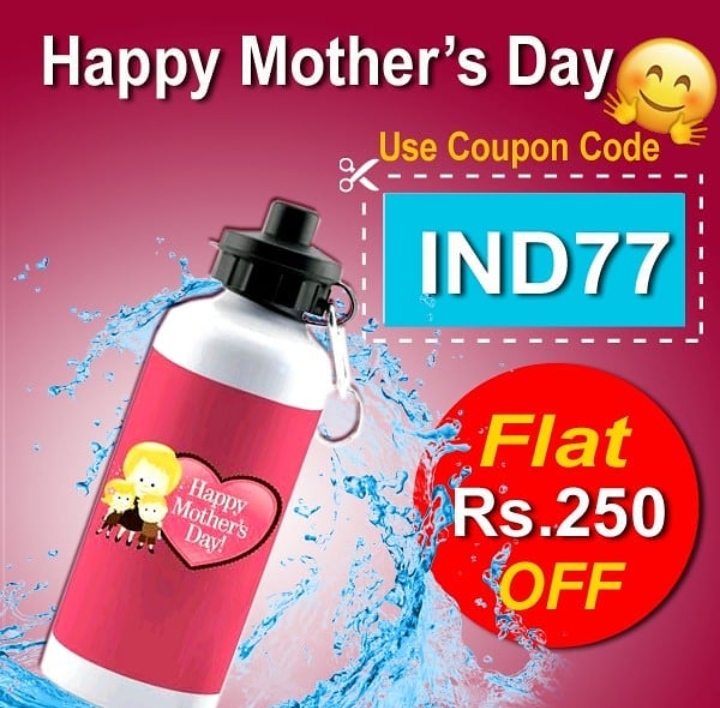 Happy Mother's Day
Use Coupon Code
IND77
Flat
Rs.250
OFF
Happy
Mother's
Day!